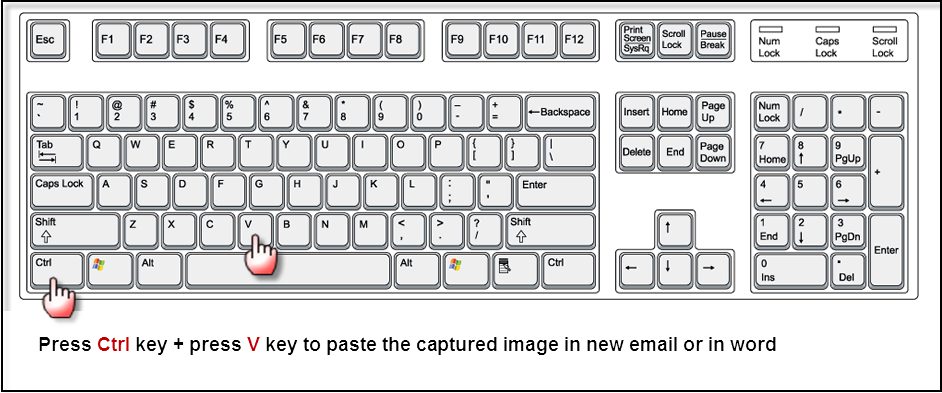 Esc F1 F2 F3 F4 F5 F6 F7 F8 F9 F10 F11 F12 Print Screen SysRq Scroll Lock Pause Break Num Lock Caps Lock Scroll Lock
~ ` ! 1 @ 2 # 3 $ 4 % 5 ^ 6 & 7 * 8 ( 9 ) 0 _ - + = ←Backspace Insert Home Page Up Num Lock / * -
Tab Q W E R T Y U I O P { [ } ] | \ Delete End Page Down 7 Home 8 ↑ 9 PgUp +
Caps Lock A S D F G H J K L : ; " ' Enter 4 ← 5 6 →
Shift Z X C V B N M < , > . ? / Shift ↑ 1 End 2 ↓ 3 PgDn Enter
Ctrl Alt Alt Ctrl ← ↓ → 0 Ins • Del
Press Ctrl key + press V key to paste the captured image in new email or in word